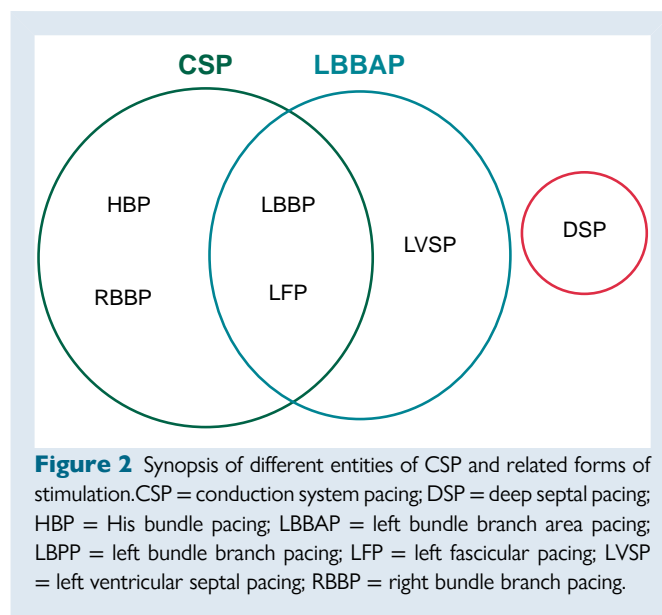 CSP LBBAP
HBP LBBP
LVSP DSP
RBBP LFP
Figure 2 Synopsis of different entities of CSP and related forms of
stimulation.CSP = conduction system pacing; DSP = deep septal pacing;
HBP = His bundle pacing; LBBAP = left bundle branch area pacing;
LBPP = left bundle branch pacing; LFP = left fascicular pacing; LVSP
= left ventricular septal pacing; RBBP = right bundle branch pacing.